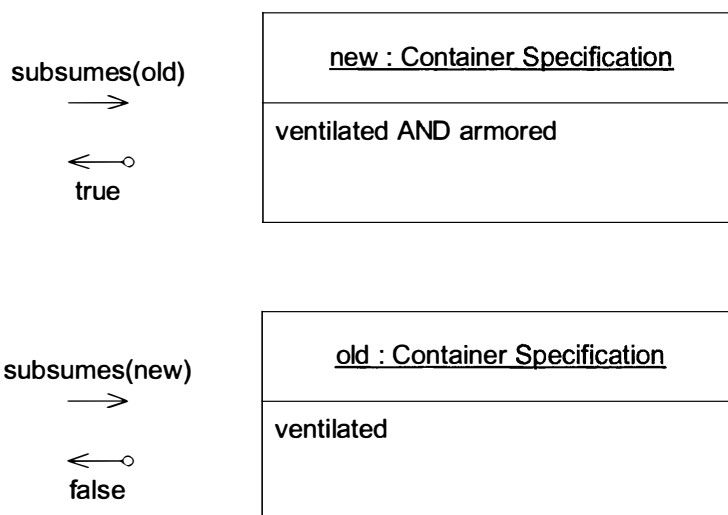 subsumes(old)
true
new : Container Specification
ventilated AND armored
subsumes(new)
false
old : Container Specification
ventilated